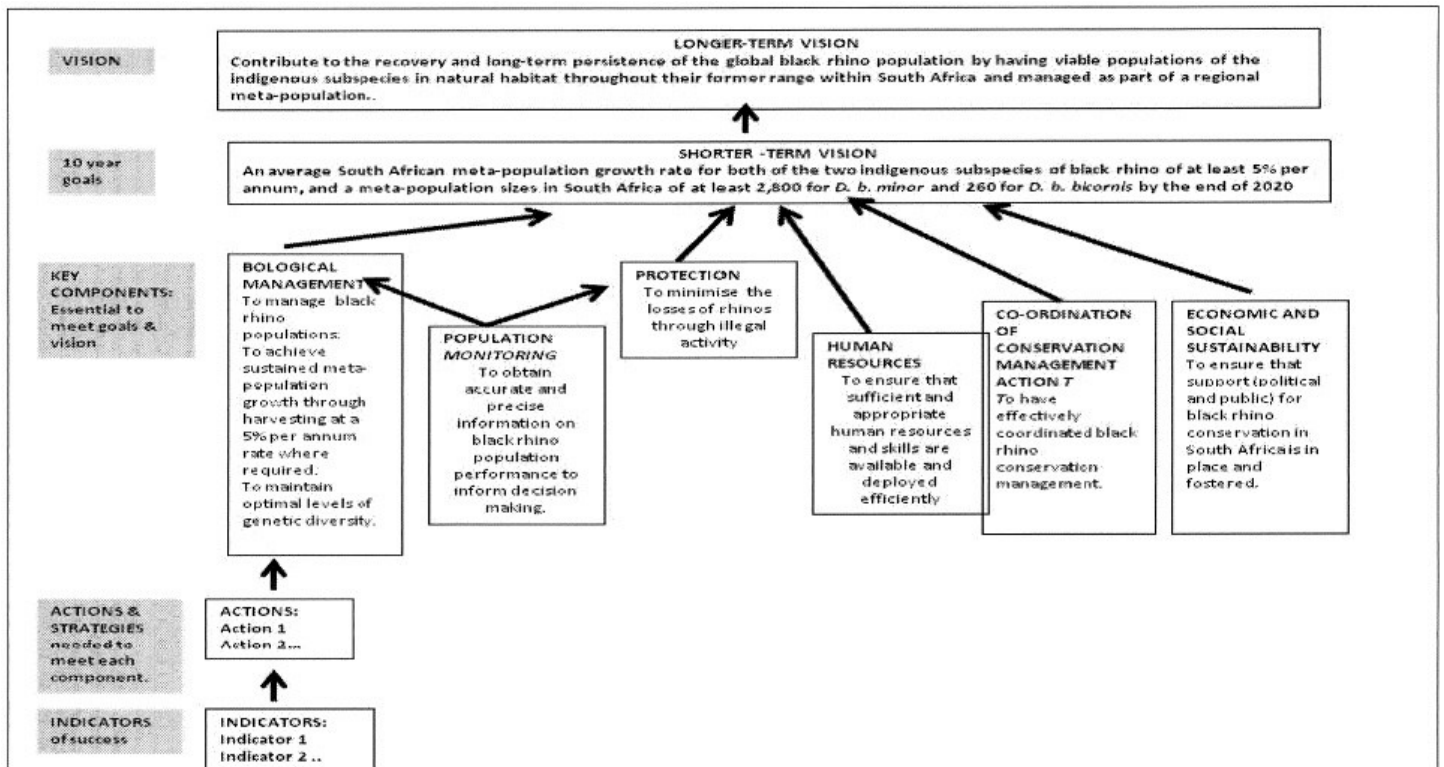 VISION
LONGER-TERM VISION
Contribute to the recovery and long-term persistence of the global black rhino population by having viable populations of the
indigenous subspecies in natural habitat throughout their former range within South Africa and managed as part of a regional
meta-population..
10 year
goals
SHORTER -TERM VISION
An average South African meta-population growth rate for both of the two indigenous subspecies of black rhino of at least 5% per
annum, and a meta-population sizes in South Africa of at least 2,800 for D. b. minor and 260 for D. b. bicornis by the end of 2020
KEY
COMPONENTS:
Essential to
meet goals &
vision
BOLOGICAL
MANAGEMENT
To manage black
rhino
populations:
To achieve
sustained meta-
population
growth through
harvesting at a
5% per annum
rate where
required.
To maintain
optimal levels of
genetic diversity.
POPULATION
MONITORING
To obtain
accurate and
precise
information on
black rhino
population
performance to
inform decision
making.
PROTECTION
To minimise the
losses of rhinos
through illegal
activity
HUMAN
RESOURCES
To ensure that
sufficient and
appropriate
human resources
and skills are
available and
deployed
efficiently
CO-ORDINATION
OF
CONSERVATION
MANAGEMENT
ACTION T
To have
effectively
coordinated black
rhino
conservation
management.
ECONOMIC AND
SOCIAL
SUSTAINABILITY
To ensure that
support (political
and public) for
black rhino
conservation in
South Africa is in
place and
fostered.
ACTIONS &
STRATEGIES
needed to
meet each
component.
ACTIONS:
Action 1
Action 2...
INDICATORS
of success
INDICATORS:
Indicator 1
Indicator 2 ..